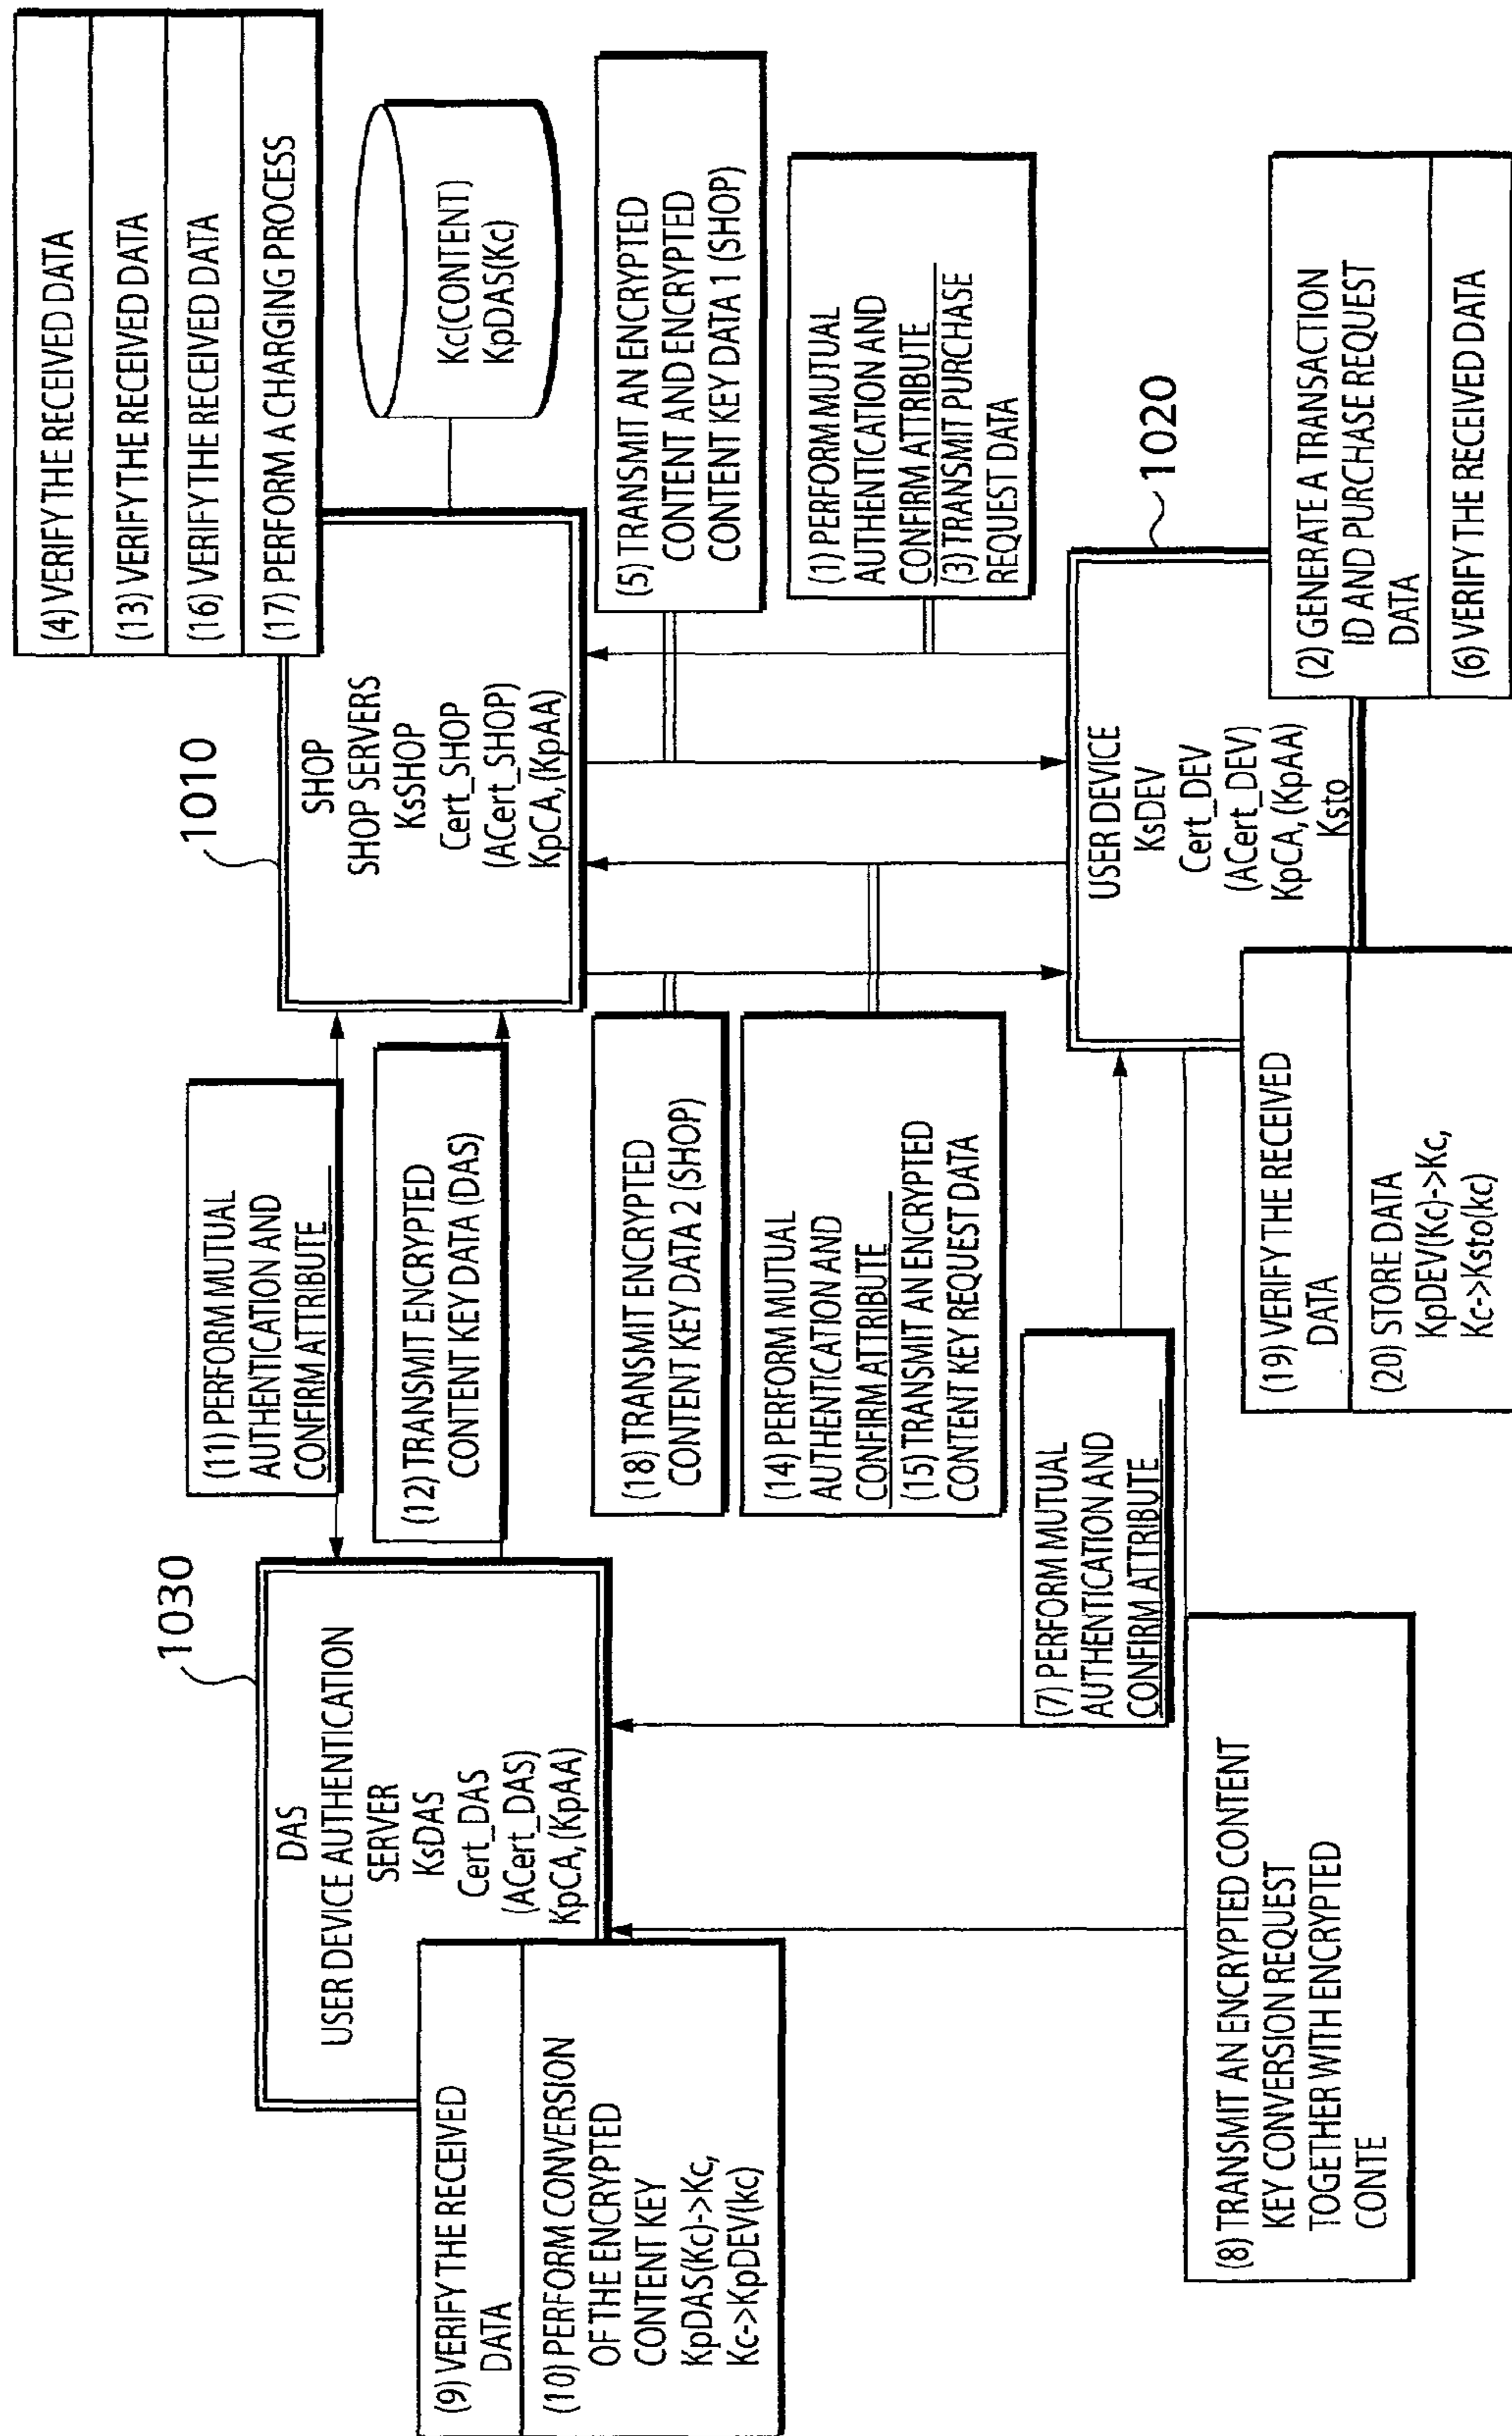 (4) VERIFY THE RECEIVED DATA
(13) VERIFY THE RECEIVED DATA
(16) VERIFY THE RECEIVED DATA
(17) PERFORM A CHARGING PROCESS
Kc(CONTENT)
KpDAS(Kc)
1010
SHOP
SHOP SERVERS
KsSHOP
Cert_SHOP
(ACert_SHOP)
KpCA, (KpAA)
(5) TRANSMIT AN ENCRYPTED
CONTENT AND ENCRYPTED
CONTENT KEY DATA 1 (SHOP)
(1) PERFORM MUTUAL
AUTHENTICATION AND
CONFIRM ATTRIBUTE
(3) TRANSMIT PURCHASE
REQUEST DATA
1020
USER DEVICE
KsDEV
Cert_DEV
(ACert_DEV)
KpCA, (KpAA)
Ksto
(2) GENERATE A TRANSACTION
ID AND PURCHASE REQUEST
DATA
(6) VERIFY THE RECEIVED DATA
(11) PERFORM MUTUAL
AUTHENTICATION AND
CONFIRM ATTRIBUTE
(12) TRANSMIT ENCRYPTED
CONTENT KEY DATA (DAS)
(18) TRANSMIT ENCRYPTED
CONTENT KEY DATA 2 (SHOP)
(14) PERFORM MUTUAL
AUTHENTICATION AND
CONFIRM ATTRIBUTE
(15) TRANSMIT AN ENCRYPTED
CONTENT KEY REQUEST DATA
(7) PERFORM MUTUAL
AUTHENTICATION AND
CONFIRM ATTRIBUTE
(19) VERIFY THE RECEIVED
DATA
(20) STORE DATA
KpDEV(Kc)->Kc,
Kc->Ksto(kc)
1030
DAS
USER DEVICE AUTHENTICATION
SERVER
KsDAS
Cert_DAS
(ACert_DAS)
KpCA, (KpAA)
(9) VERIFY THE RECEIVED
DATA
(10) PERFORM CONVERSION
OF THE ENCRYPTED
CONTENT KEY
KpDAS(Kc)->Kc,
Kc->KpDEV(kc)
(8) TRANSMIT AN ENCRYPTED CONTENT
KEY CONVERSION REQUEST
TOGETHER WITH ENCRYPTED
CONTE